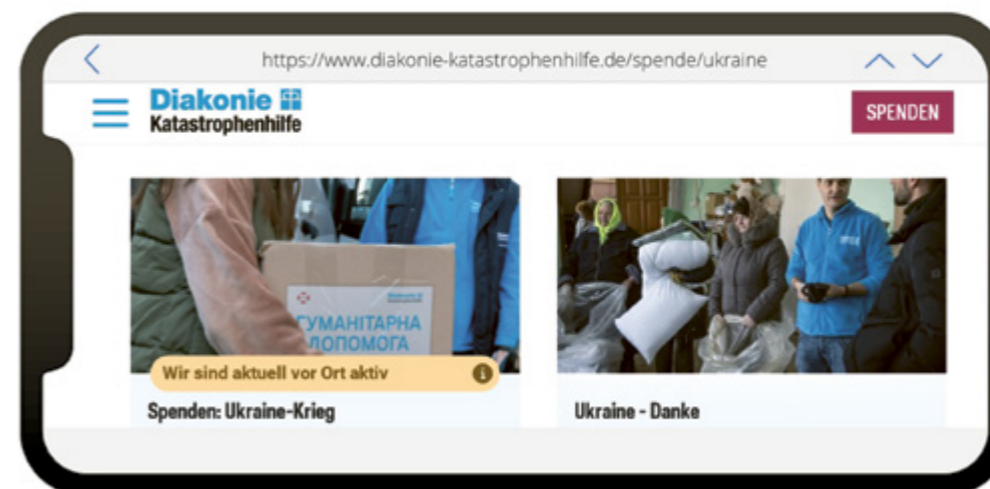 https://www.diakonie-katastrophenhilfe.de/spende/ukraine
Diakonie
Katastrophenhilfe
SPENDEN
ГУМАНІТАРНА
ДОПОМОГА
Wir sind aktuell vor Ort aktiv
Spenden: Ukraine-Krieg
Ukraine - Danke